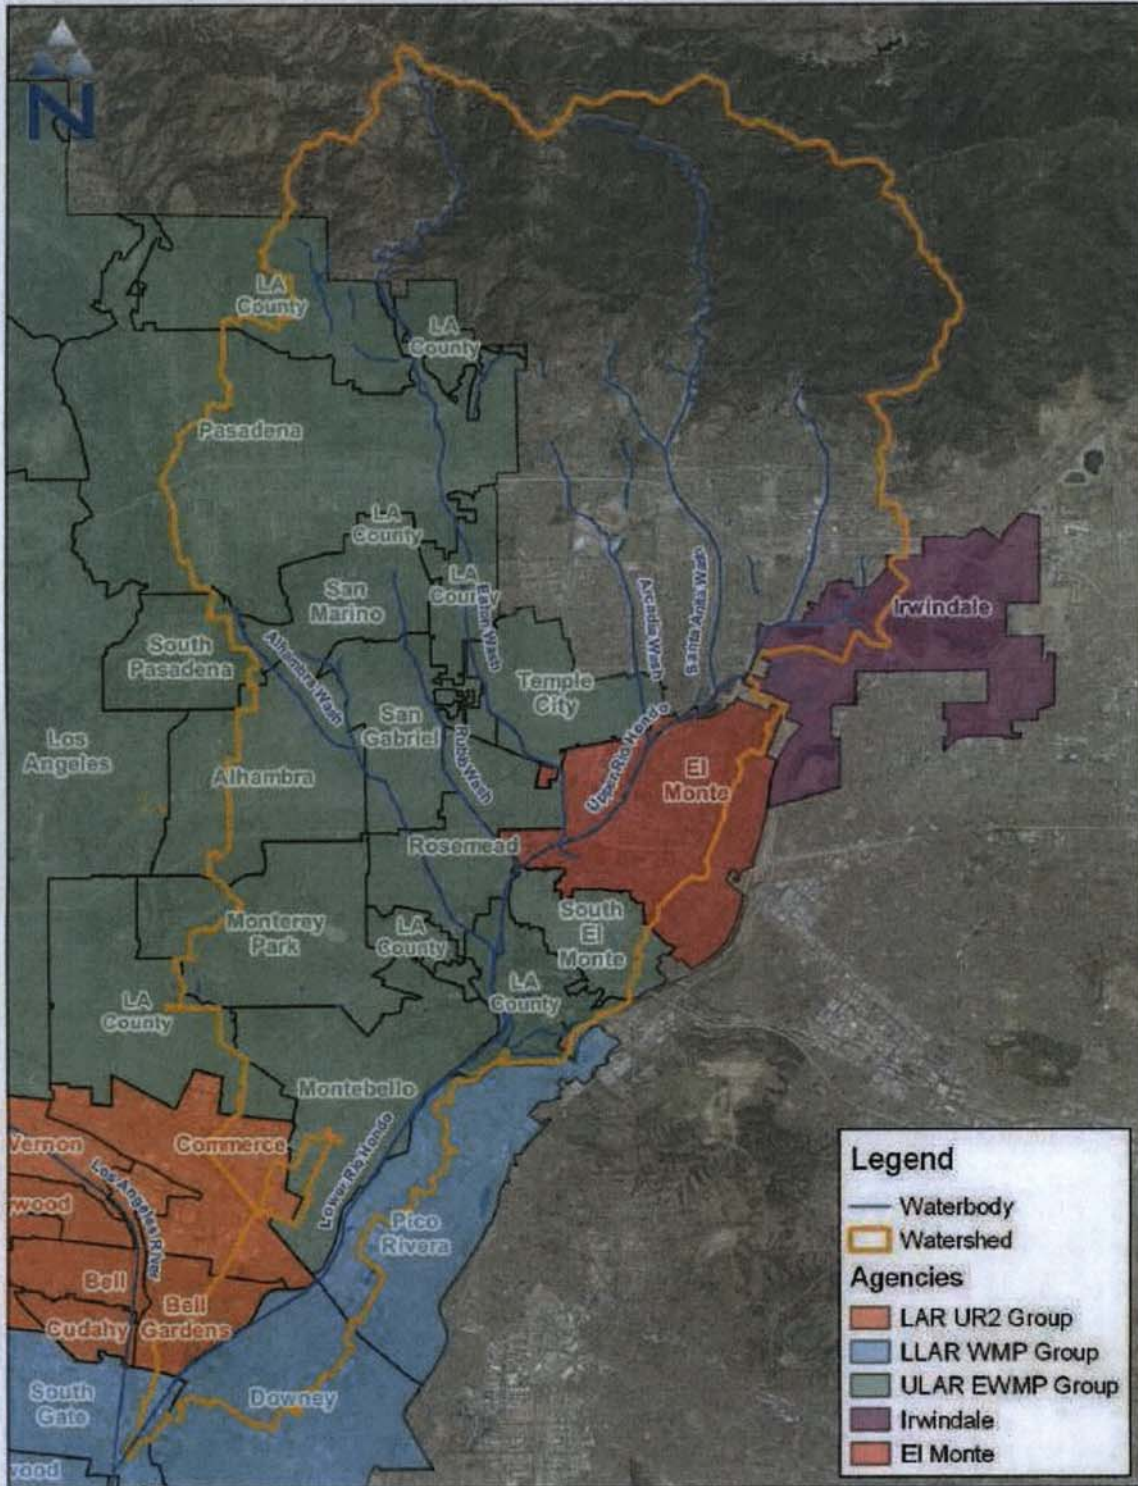 N
LA
County
LA
County
Pasadena
LA
County
San
Marino
LA
County
Eaton Wash
Arcadia Wash
Santa Anita Wash
Irwindale
South
Pasadena
Alhambra Wash
Temple
City
San
Gabriel
Rubio Wash
Upper Rio Hondo
Los
Angeles
Alhambra
El
Monte
Rosemead
Monterey
Park
LA
County
South
El
Monte
LA
County
LA
County
Montebello
Vernon
Commerce
Los Angeles River
Lower Rio Hondo
wood
Pico
Rivera
Bell
Bell
Gardens
Cudahy
South
Gate
Downey
wood
Legend
Waterbody
Watershed
Agencies
LAR UR2 Group
LLAR WMP Group
ULAR EWMP Group
Irwindale
El Monte